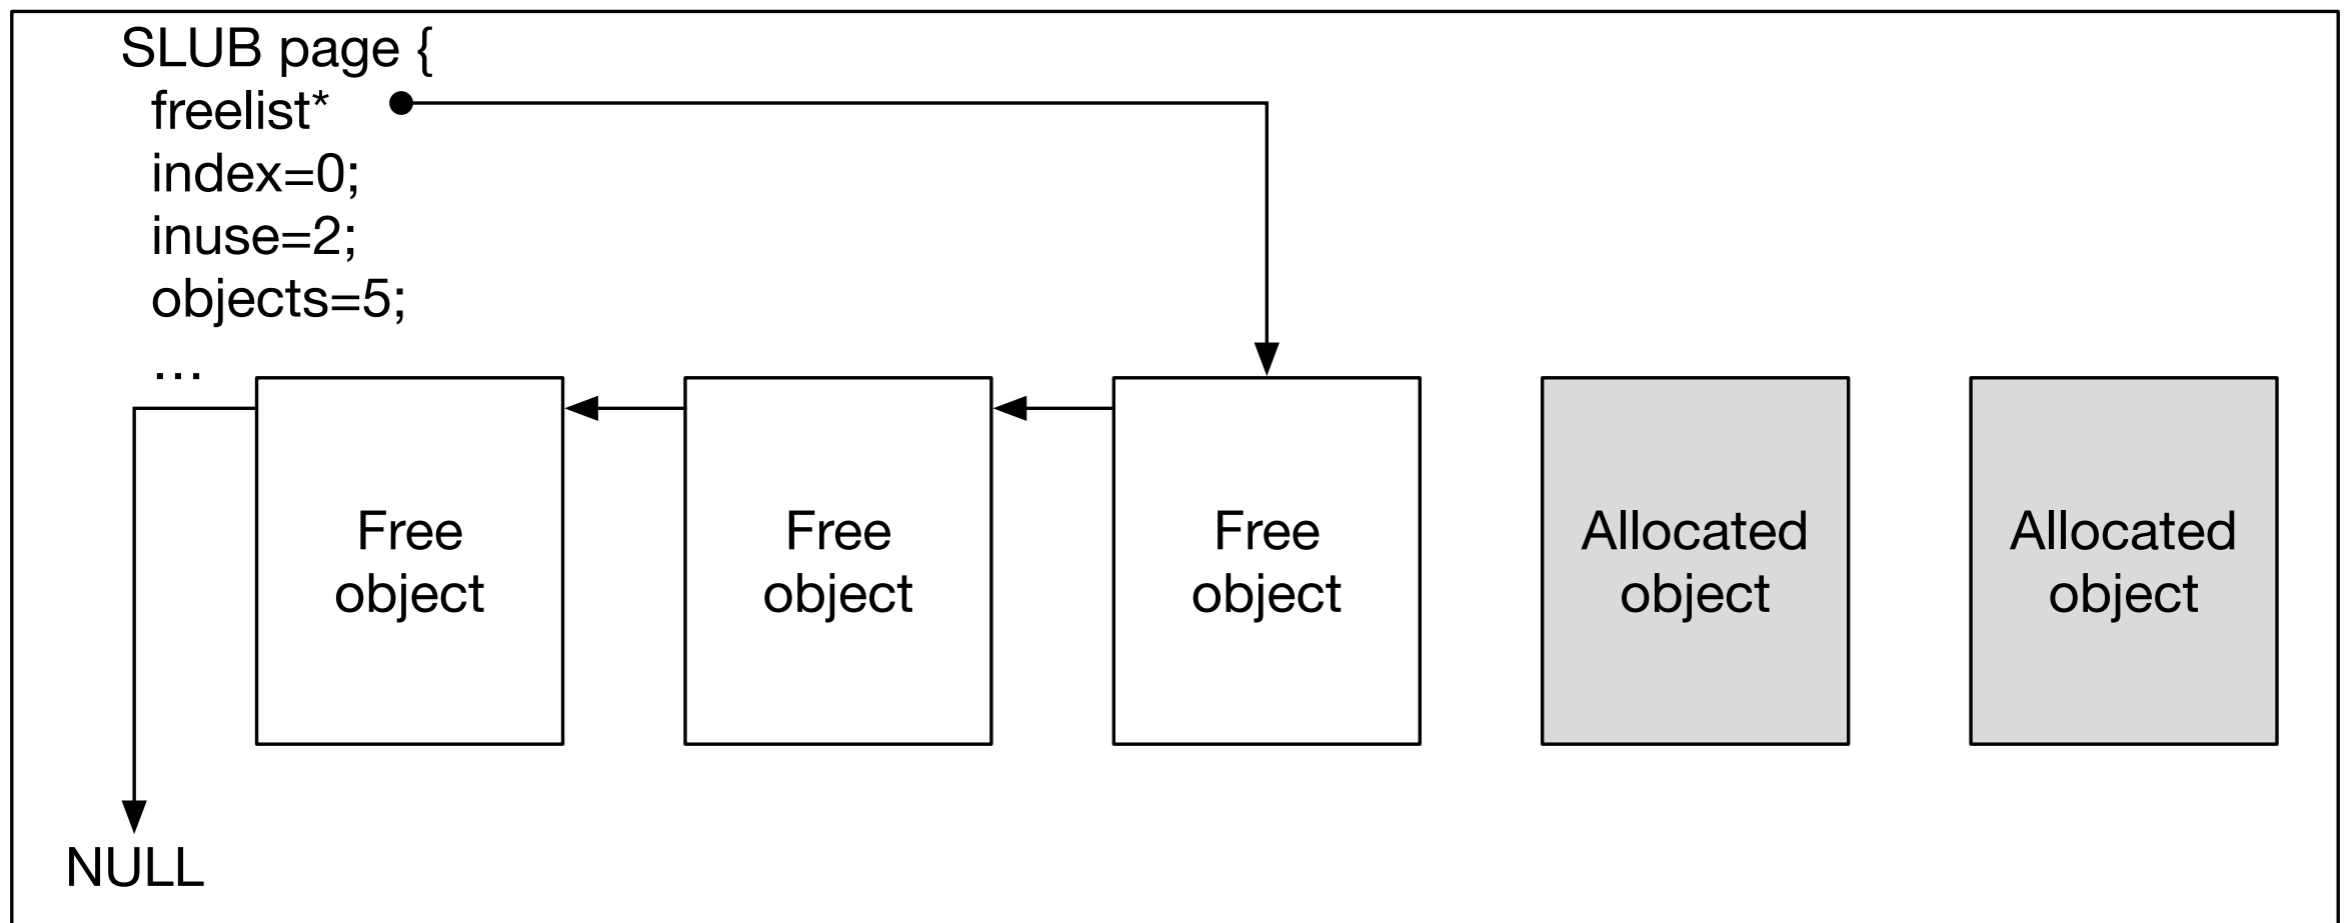 SLUB page {
freelist*
index=0;
inuse=2;
objects=5;
...
Free
object
Free
object
Free
object
Allocated
object
Allocated
object
NULL